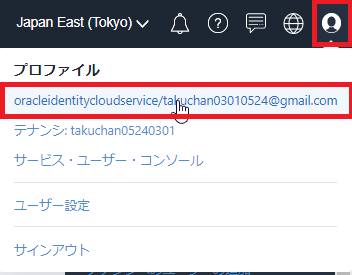 Japan East (Tokyo)
プロファイル
oracleidentitycloudservice/takuchan03010524@gmail.com
テナンシ: takuchan05240301
サービス・ユーザー・コンソール
ユーザー設定
サインアウト